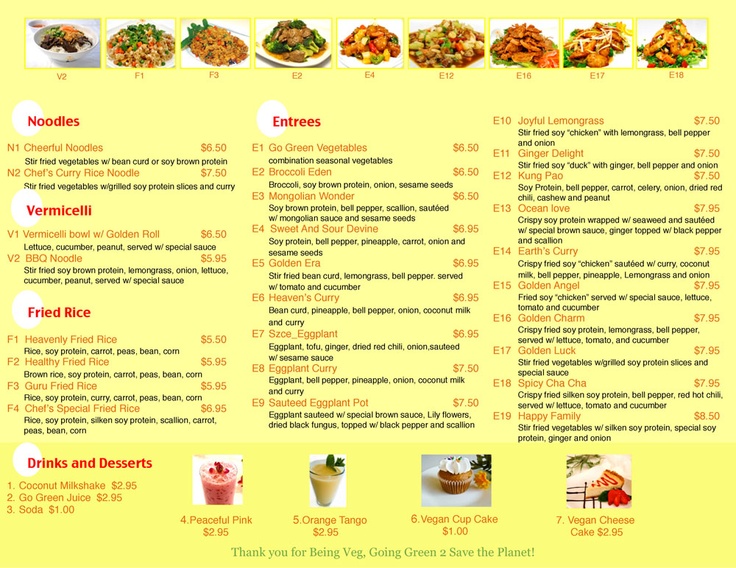 V2
F1
F3
E2
E4
E12
E16
E17
E18
Noodles
N1 Cheerful Noodles $6.50
Stir fried vegetables w/ bean curd or soy brown protein
N2 Chef's Curry Rice Noodle $7.50
Stir fried vegetables w/grilled soy protein slices and curry
Vermicelli
V1 Vermicelli bowl w/ Golden Roll $6.50
Lettuce, cucumber, peanut, served w/ special sauce
V2 BBQ Noodle $5.95
Stir fried soy brown protein, lemongrass, onion, lettuce,
cucumber, peanut, served w/ special sauce
Fried Rice
F1 Heavenly Fried Rice $5.50
Rice, soy protein, carrot, peas, bean, corn
F2 Healthy Fried Rice $5.95
Brown rice, soy protein, carrot, peas, bean, corn
F3 Guru Fried Rice $5.95
Rice, soy protein, curry, carrot, peas, bean, corn
F4 Chef's Special Fried Rice $6.95
Rice, soy protein, silken soy protein, scallion, carrot,
peas, bean, corn
Entrees
E1 Go Green Vegetables $6.50
combination seasonal vegetables
E2 Broccoli Eden $6.50
Broccoli, soy brown protein, onion, sesame seeds
E3 Mongolian Wonder $6.50
Soy brown protein, bell pepper, scallion, sautéed
w/ mongolian sauce and sesame seeds
E4 Sweet And Sour Devine $6.95
Soy protein, bell pepper, pineapple, carrot, onion and
sesame seeds
E5 Golden Era $6.95
Stir fried bean curd, lemongrass, bell pepper. served
w/ tomato and cucumber
E6 Heaven's Curry $6.95
Bean curd, pineapple, bell pepper, onion, coconut milk
and curry
E7 Szce_Eggplant $6.95
Eggplant, tofu, ginger, dried red chili, onion,sauteed
w/ sesame sauce
E8 Eggplant Curry $7.50
Eggplant, bell pepper, pineapple, onion, coconut milk
and curry
E9 Sauteed Eggplant Pot $7.50
Eggplant sauteed w/ special brown sauce, Lily flowers,
dried black fungus, topped w/ black pepper and scallion
E10 Joyful Lemongrass $7.50
Stir fried soy "chicken" with lemongrass, bell pepper
and onion
E11 Ginger Delight $7.50
Stir fried soy "duck" with ginger, bell pepper and onion
E12 Kung Pao $7.50
Soy Protein, bell pepper, carrot, celery, onion, dried red
chili, cashew and peanut
E13 Ocean love $7.95
Crispy soy protein wrapped w/ seaweed and sautéed
w/ special brown sauce, ginger topped w/ black pepper
and scallion
E14 Earth's Curry $7.95
Crispy fried soy "chicken" sautéed w/ curry, coconut
milk, bell pepper, pineapple, Lemongrass and onion
E15 Golden Angel $7.95
Fried soy "chicken" served w/ special sauce, lettuce,
tomato and cucumber
E16 Golden Charm $7.95
Crispy fried soy protein, lemongrass, bell pepper,
served w/ lettuce, tomato, and cucumber
E17 Golden Luck $7.95
Stir fried vegetables w/grilled soy protein slices and
special sauce
E18 Spicy Cha Cha $7.95
Crispy fried silken soy protein, bell pepper, red hot chili,
served w/ lettuce, tomato and cucumber
E19 Happy Family $8.50
Stir fried vegetables w/ silken soy protein, special soy
protein, ginger and onion
Drinks and Desserts
1. Coconut Milkshake $2.95
2. Go Green Juice $2.95
3. Soda $1.00
4.Peaceful Pink
$2.95
5.Orange Tango
$2.95
6.Vegan Cup Cake
$1.00
7. Vegan Cheese
Cake $2.95
Thank you for Being Veg, Going Green 2 Save the Planet!